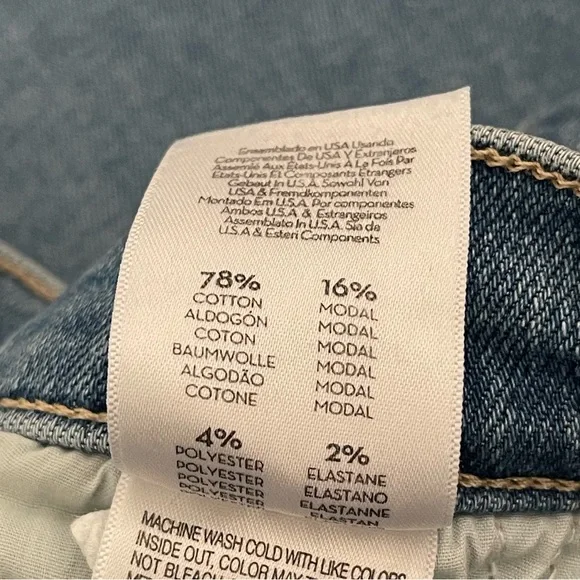 Ensamblado en USA Usando
Componentes De USA Y Extranjeros
Assemblé Aux Etats-Unis À La Fois Par
Etats-Unis Et Composants Etrangers
Gebaut In U.S.A. Sowohl Von
USA & Fremdkomponenten
Montado Em U.S.A. Por componentes
Ambos U.S.A & Estrangeiros
Assemblato In U.S.A. Sia da
U.S.A & Esteri Components
78%
COTTON
ALDOGÓN
COTON
BAUMWOLLE
ALGODÃO
COTONE
16%
MODAL
MODAL
MODAL
MODAL
MODAL
MODAL
4%
POLYESTER
POLYESTER
POLYESTER
POLYESTER
2%
ELASTANE
ELASTANO
ELASTANNE
ELASTAN
MACHINE WASH COLD WITH LIKE COLORS
INSIDE OUT, COLOR MAY
NOT BLEACH